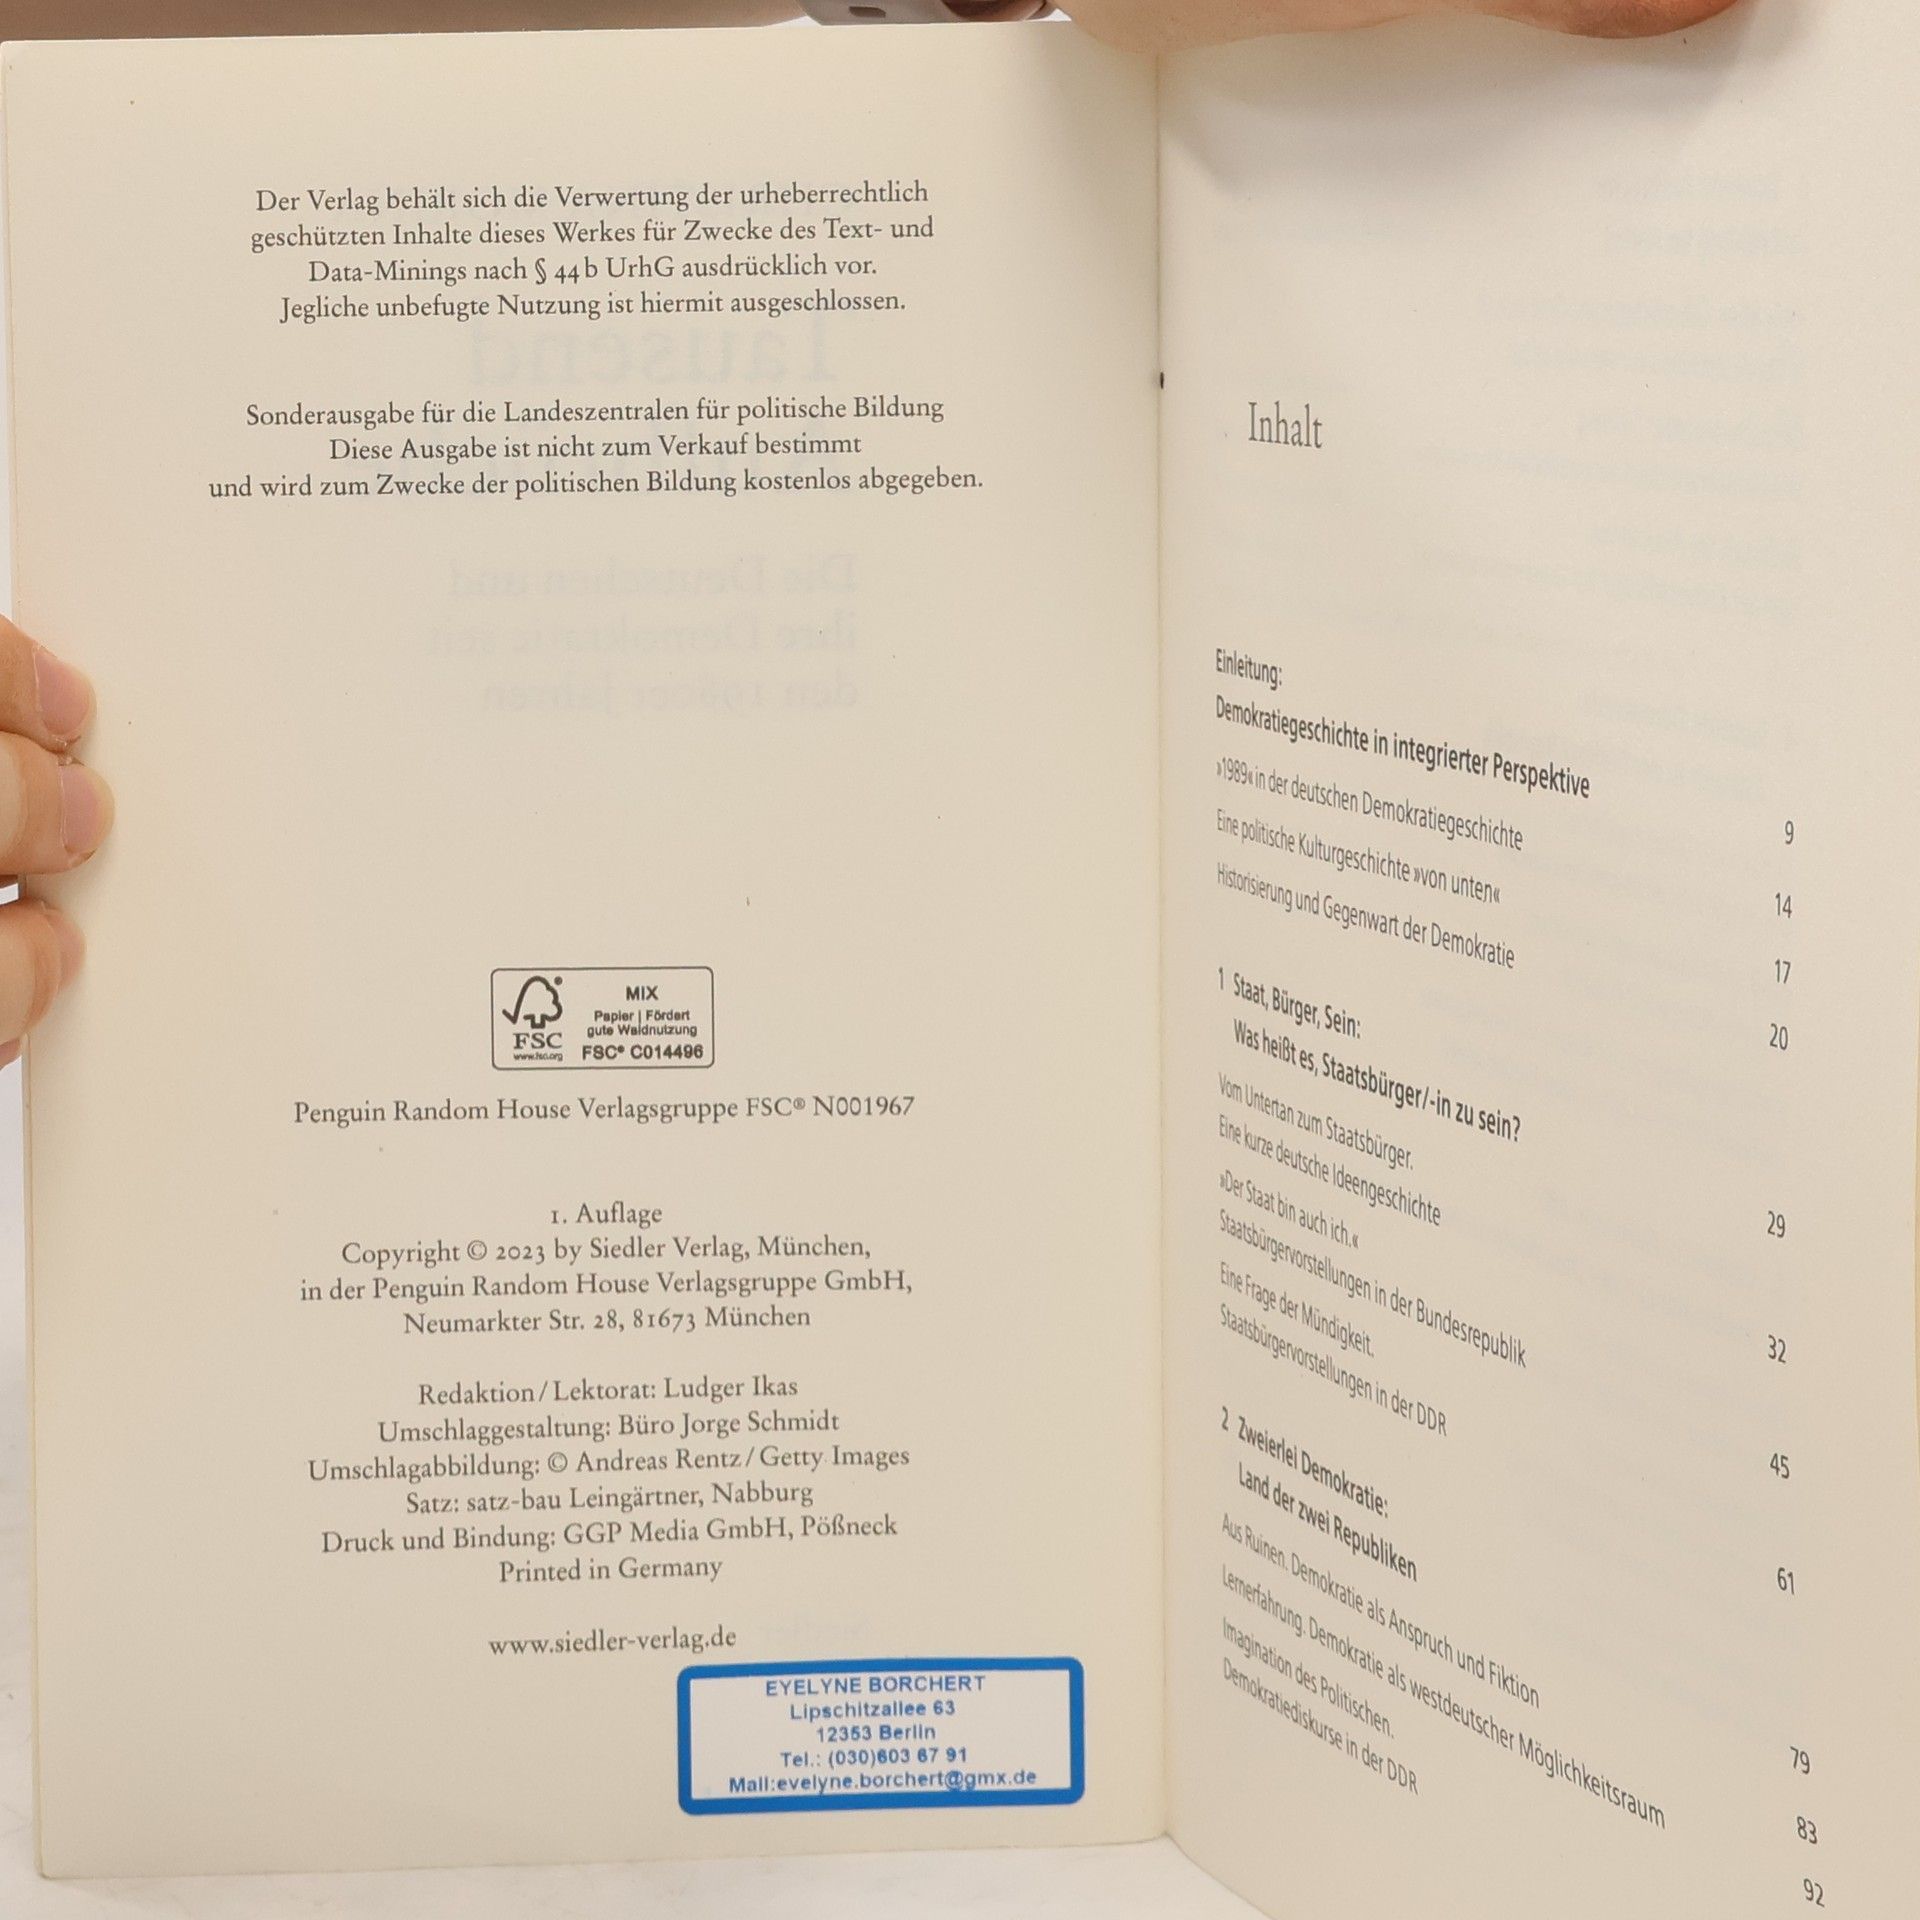 Der Verlag behält sich die Verwertung der urheberrechtlich
geschützten Inhalte dieses Werkes für Zwecke des Text- und
Data-Minings nach § 44b UrhG ausdrücklich vor.
Jegliche unbefugte Nutzung ist hiermit ausgeschlossen.
Sonderausgabe für die Landeszentralen für politische Bildung
Diese Ausgabe ist nicht zum Verkauf bestimmt
und wird zum Zwecke der politischen Bildung kostenlos abgegeben.
FSC
www.fsc.org
MIX
Papier | Fördert
gute Waldnutzung
FSC® C014496
Penguin Random House Verlagsgruppe FSC® N001967
1. Auflage
Copyright © 2023 by Siedler Verlag, München,
in der Penguin Random House Verlagsgruppe GmbH,
Neumarkter Str. 28, 81673 München
Redaktion/Lektorat: Ludger Ikas
Umschlaggestaltung: Büro Jorge Schmidt
Umschlagabbildung: © Andreas Rentz/Getty Images
Satz: satz-bau Leingärtner, Nabburg
Druck und Bindung: GGP Media GmbH, Pößneck
Printed in Germany
www.siedler-verlag.de
EYELYNE BORCHERT
Lipschitzallee 63
12353 Berlin
Tel.: (030)603 67 91
Mail:evelyne.borchert@gmx.de
Inhalt
Einleitung:
Demokratiegeschichte in integrierter Perspektive 9
»1989« in der deutschen Demokratiegeschichte 14
Eine politische Kulturgeschichte »von unten« 17
Historisierung und Gegenwart der Demokratie 20
1 Staat, Bürger, Sein:
Was heißt es, Staatsbürger/-in zu sein? 29
Vom Untertan zum Staatsbürger.
Eine kurze deutsche Ideengeschichte 32
»Der Staat bin auch ich.«
Staatsbürgervorstellungen in der Bundesrepublik 45
Eine Frage der Mündigkeit.
Staatsbürgervorstellungen in der DDR 61
2 Zweierlei Demokratie:
Land der zwei Republiken 79
Aus Ruinen. Demokratie als Anspruch und Fiktion 83
Lernerfahrung. Demokratie als westdeutscher Möglichkeitsraum 92
Imagination des Politischen.
Demokratiediskurse in der DDR